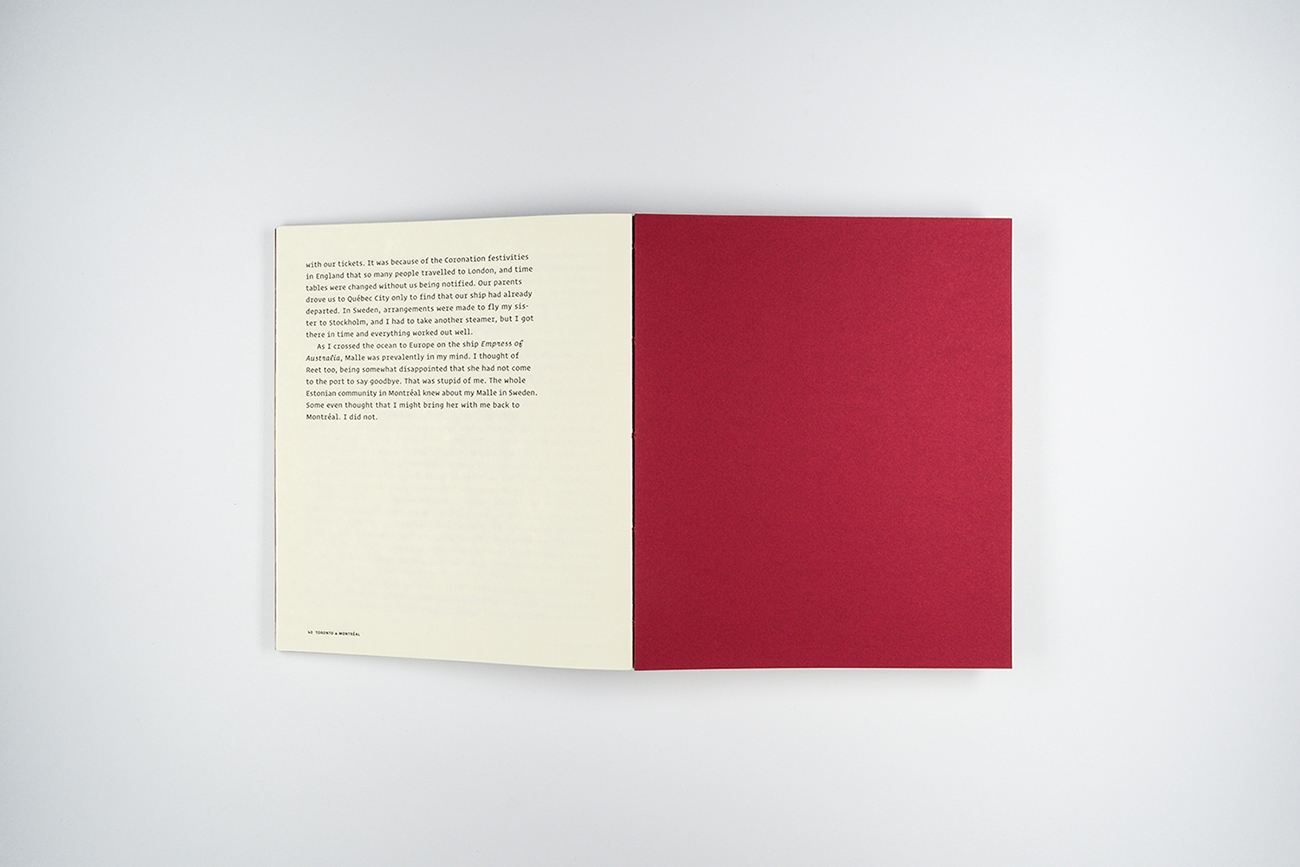 with our tickets. It was because of the Coronation festivities
in England that so many people travelled to London, and time
tables were changed without us being notified. Our parents
drove us to Québec City only to find that our ship had already
departed. In Sweden, arrangements were made to fly my sis-
ter to Stockholm, and I had to take another steamer, but I got
there in time and everything worked out well.
As I crossed the ocean to Europe on the ship Empress of
Australia, Malle was prevalently in my mind. I thought of
Reet too, being somewhat disappointed that she had not come
to the port to say goodbye. That was stupid of me. The whole
Estonian community in Montréal knew about my Malle in Sweden.
Some even thought that I might bring her with me back to
Montréal. I did not.
40 TORONTO & MONTRÉAL